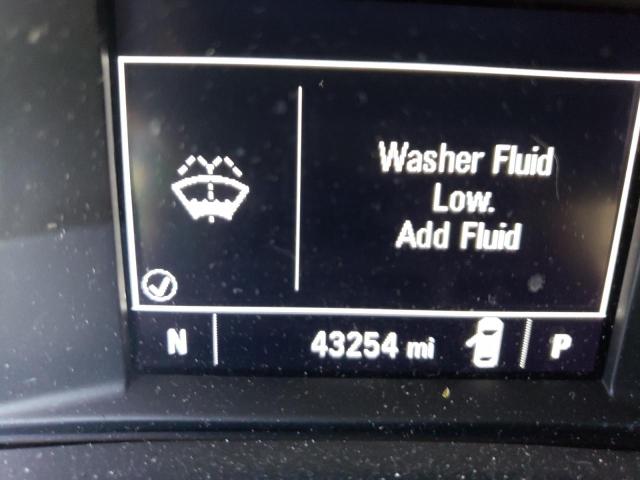 Washer Fluid
Low.
Add Fluid
N 43254 mi P